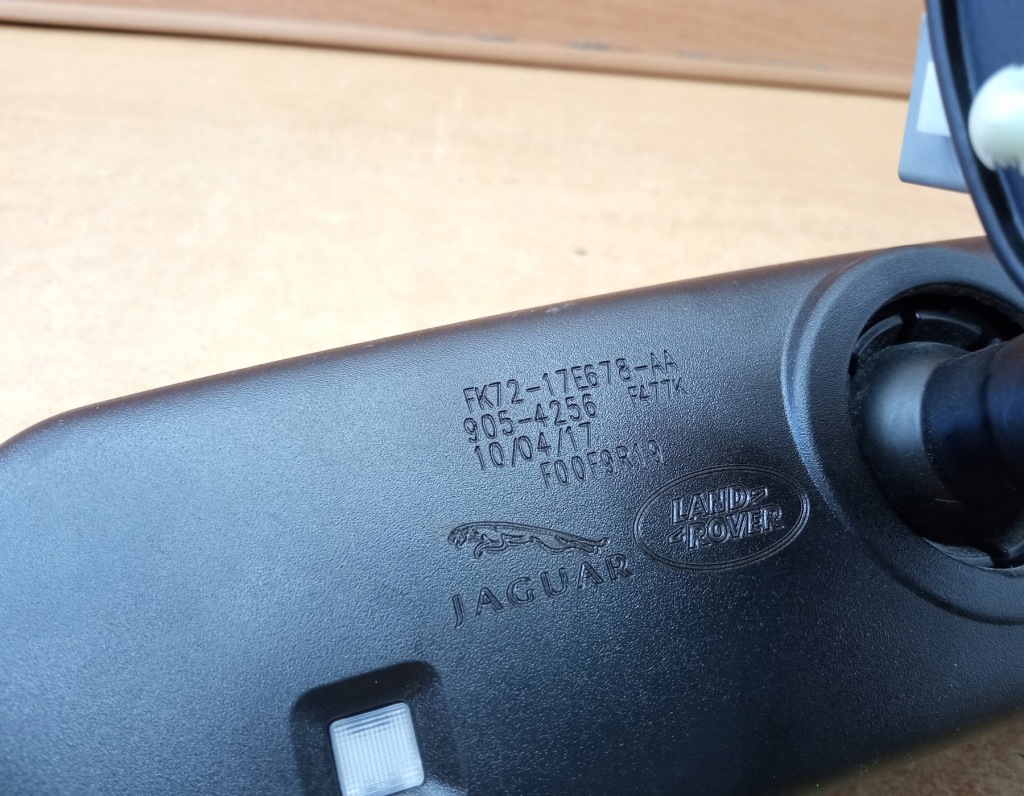 FK72-17E678-AA
905-4256 F477K
10/04/17
F00F9R19
JAGUAR
LAND
ROVER